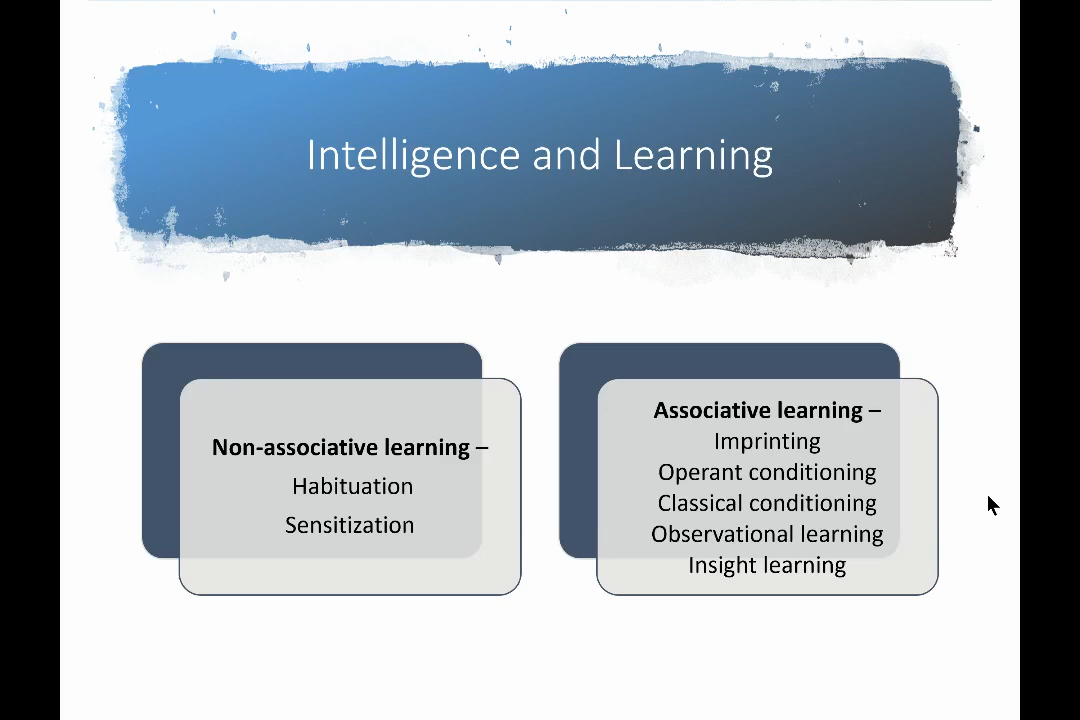 Intelligence and Learning
Non-associative learning –
Habituation
Sensitization
Associative learning –
Imprinting
Operant conditioning
Classical conditioning
Observational learning
Insight learning